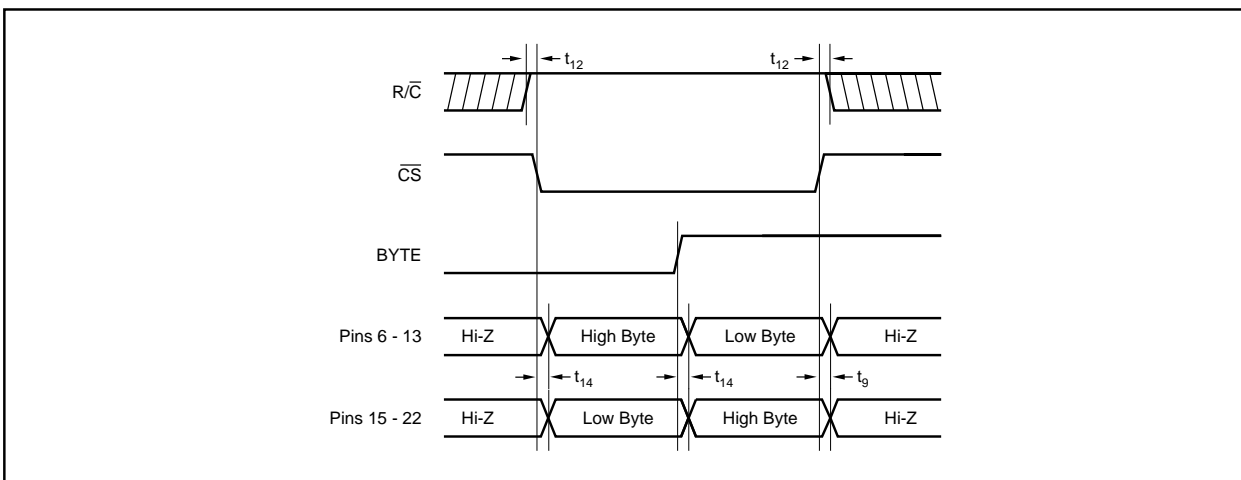 t12 t12
R/C̅
C̅S̅
BYTE
Pins 6 - 13 Hi-Z High Byte Low Byte Hi-Z
t14 t14 t9
Pins 15 - 22 Hi-Z Low Byte High Byte Hi-Z